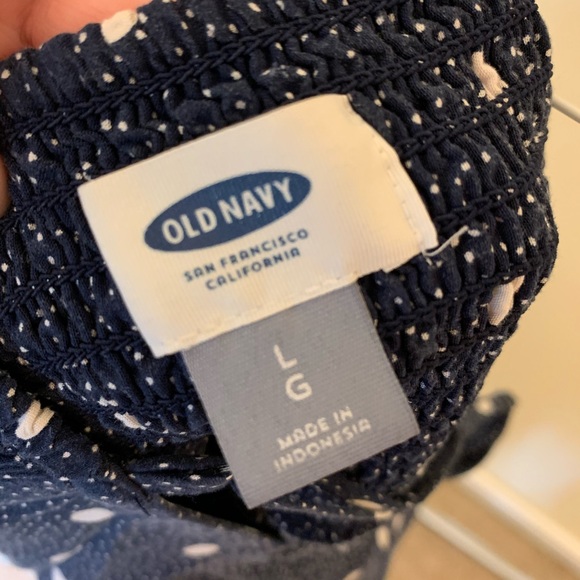 OLD NAVY
SAN FRANCISCO
CALIFORNIA
L
G
MADE IN
INDONESIA